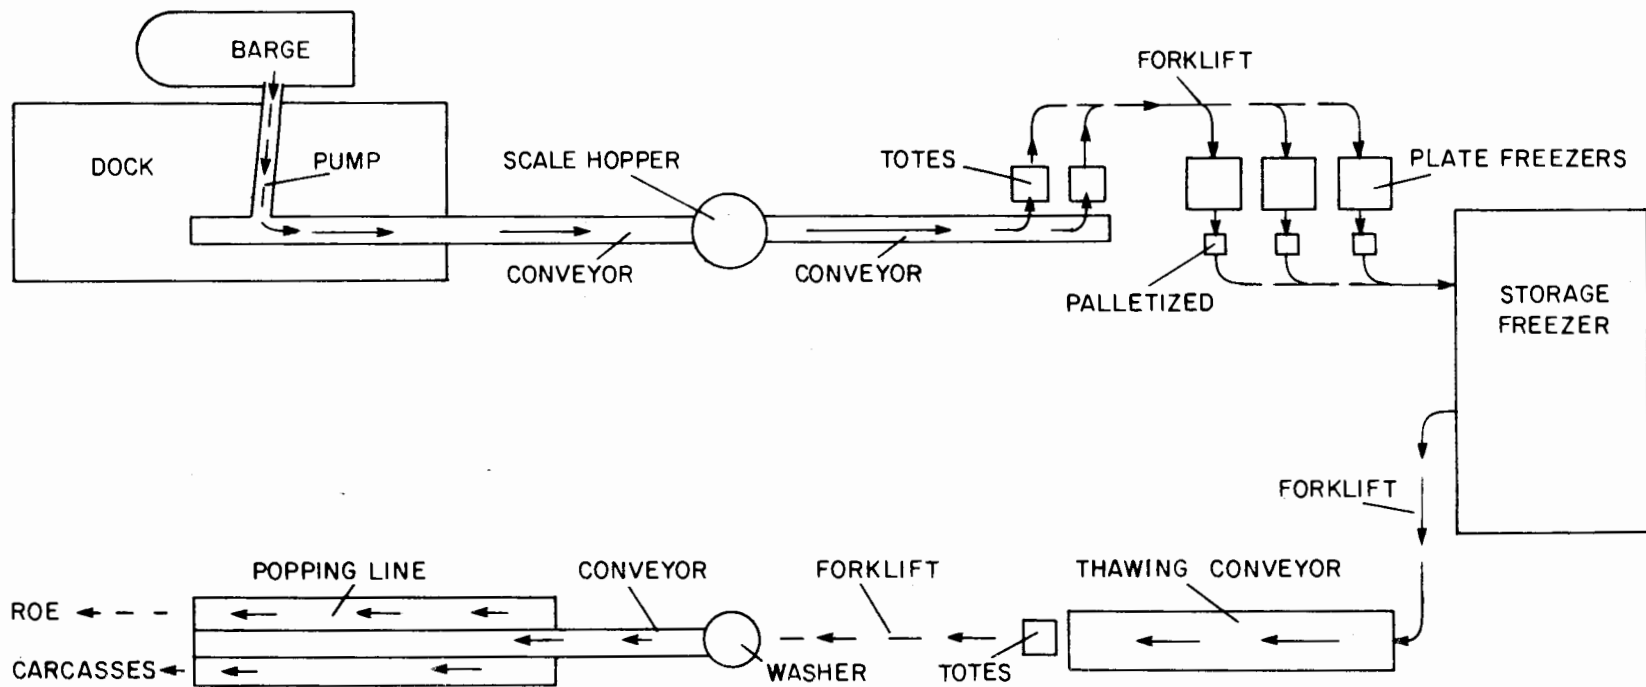 BARGE
FORKLIFT
DOCK
PUMP
SCALE HOPPER
TOTES
PLATE FREEZERS
CONVEYOR
CONVEYOR
PALLETIZED
STORAGE
FREEZER
FORKLIFT
POPPING LINE
CONVEYOR
FORKLIFT
THAWING CONVEYOR
ROE
CARCASSES
WASHER
TOTES